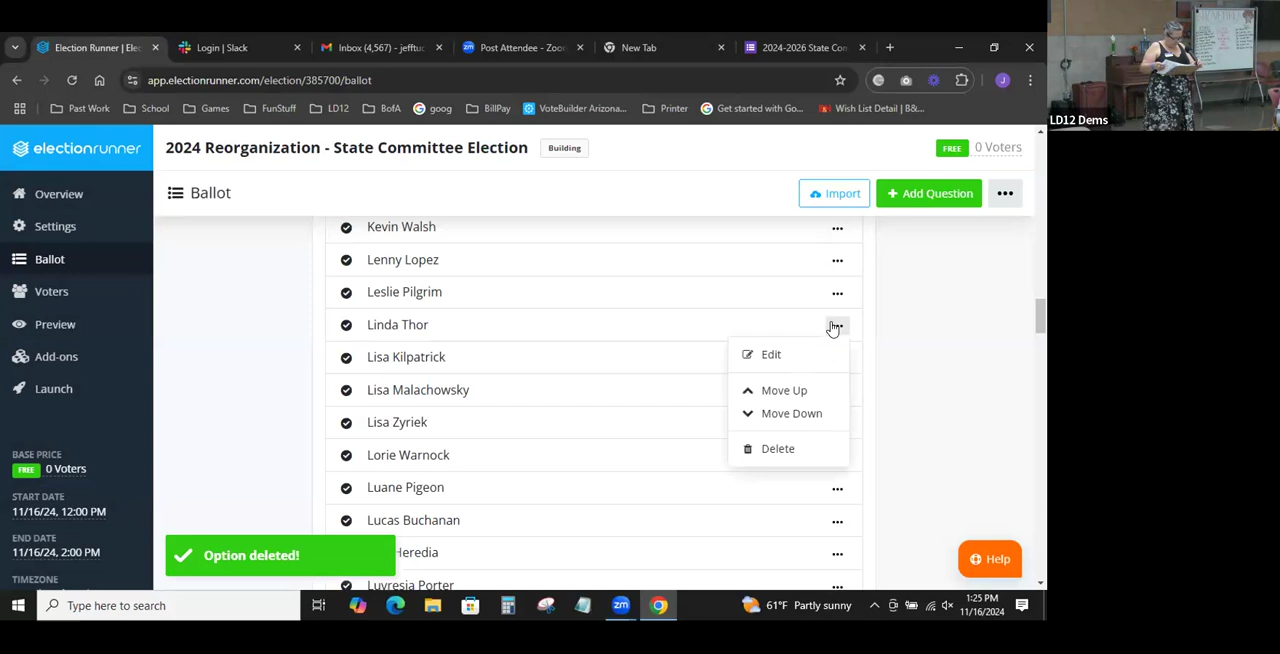 Election Runner | Elec
Login | Slack
Inbox (4,567) - jefftuc
Post Attendee - Zoo
New Tab
2024-2026 State Com
app.electionrunner.com/election/385700/ballot
J
Past Work
School
Games
FunStuff
LD12
BofA
goog
BillPay
VoteBuilder Arizona...
Printer
Get started with Go...
Wish List Detail | B&...
LD12 Dems
electionrunner
2024 Reorganization - State Committee Election
Building
FREE
0 Voters
Ballot
Import
+ Add Question
Overview
Settings
Ballot
Voters
Preview
Add-ons
Launch
BASE PRICE
FREE 0 Voters
START DATE
11/16/24, 12:00 PM
END DATE
11/16/24, 2:00 PM
TIMEZONE
Kevin Walsh
Lenny Lopez
Leslie Pilgrim
Linda Thor
Lisa Kilpatrick
Lisa Malachowsky
Lisa Zyriek
Lorie Warnock
Luane Pigeon
Lucas Buchanan
Heredia
Luvresia Porter
Edit
Move Up
Move Down
Delete
Option deleted!
Help
Type here to search
zm
61°F Partly sunny
1:25 PM
11/16/2024